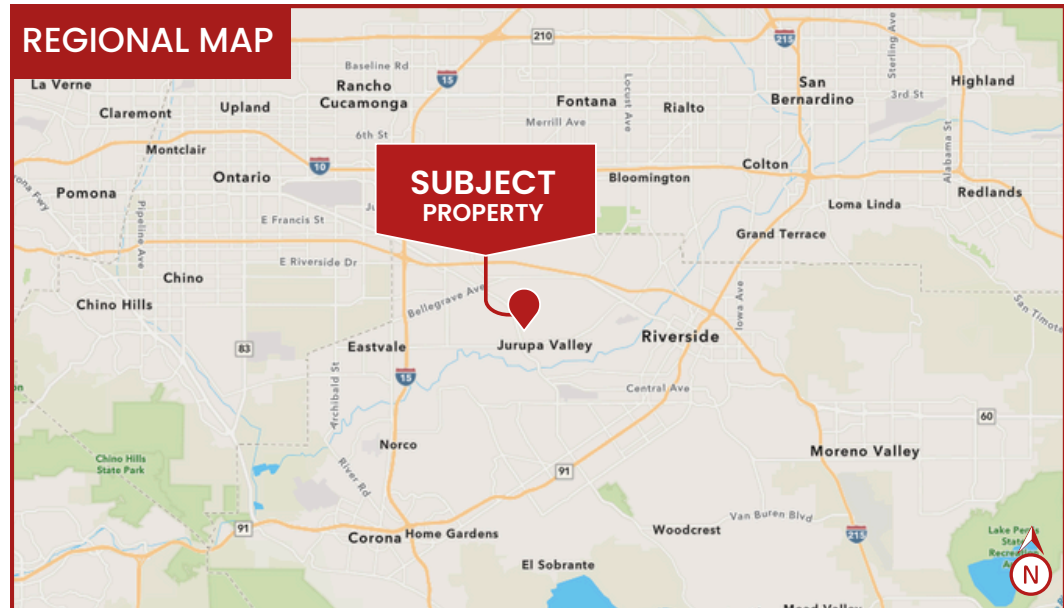 REGIONAL MAP
210
215
Sterling Ave
Baseline Rd
15
La Verne
Rancho
Cucamonga
San
Bernardino
Highland
Locust Ave
3rd St
Claremont
Upland
Fontana
Rialto
Merrill Ave
6th St
Alabama St
Montclair
10
Colton
Ontario
SUBJECT
PROPERTY
Bloomington
Pomona
Redlands
Loma Linda
Pipeline Ave
E Francis St
Grand Terrace
E Riverside Dr
Chino
Chino Hills
Bellegrave Ave
Iowa Ave
Riverside
83
Eastvale
Jurupa Valley
15
Archibald St
Central Ave
60
Norco
Moreno Valley
Chino Hills
State Park
River Rd
91
91
Corona
Home Gardens
Woodcrest
Van Buren Blvd
215
El Sobrante
N